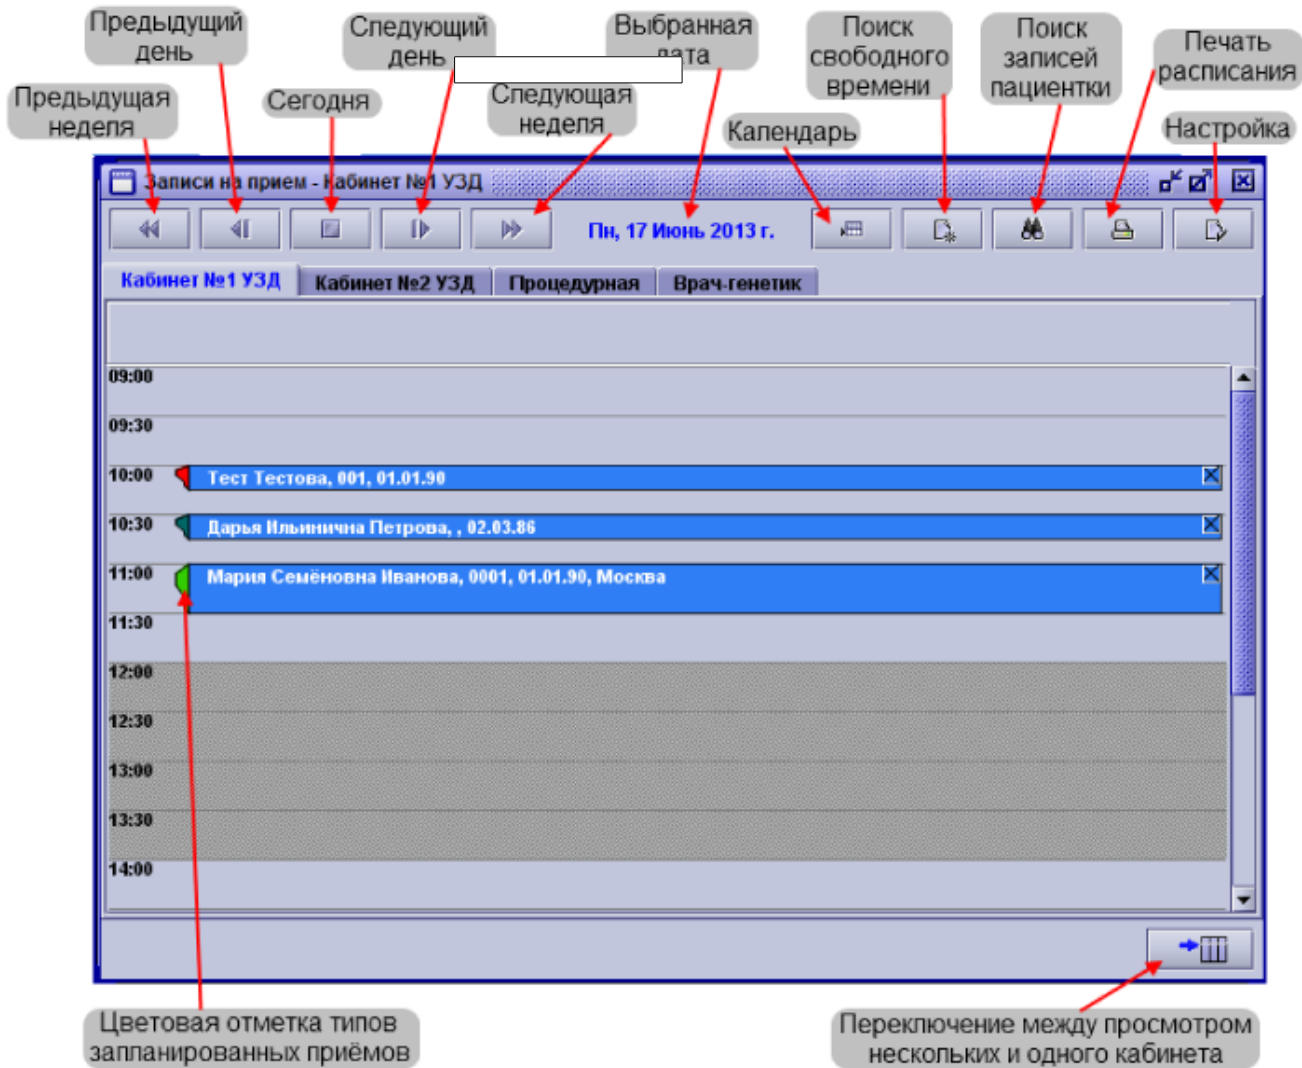 Предыдущий
день
Следующий
день
Выбранная
дата
Поиск
свободного
времени
Поиск
записей
пациентки
Печать
расписания
Предыдущая
неделя
Сегодня
Следующая
неделя
Календарь
Настройка
Записи на прием - Кабинет №1 УЗД
Пн, 17 Июнь 2013 г.
Кабинет №1 УЗД
Кабинет №2 УЗД
Процедурная
Врач-генетик
09:00
09:30
10:00 Тест Тестова, 001, 01.01.90
10:30 Дарья Ильинична Петрова, , 02.03.86
11:00 Мария Семёновна Иванова, 0001, 01.01.90, Москва
11:30
12:00
12:30
13:00
13:30
14:00
Цветовая отметка типов
запланированных приёмов
Переключение между просмотром
нескольких и одного кабинета